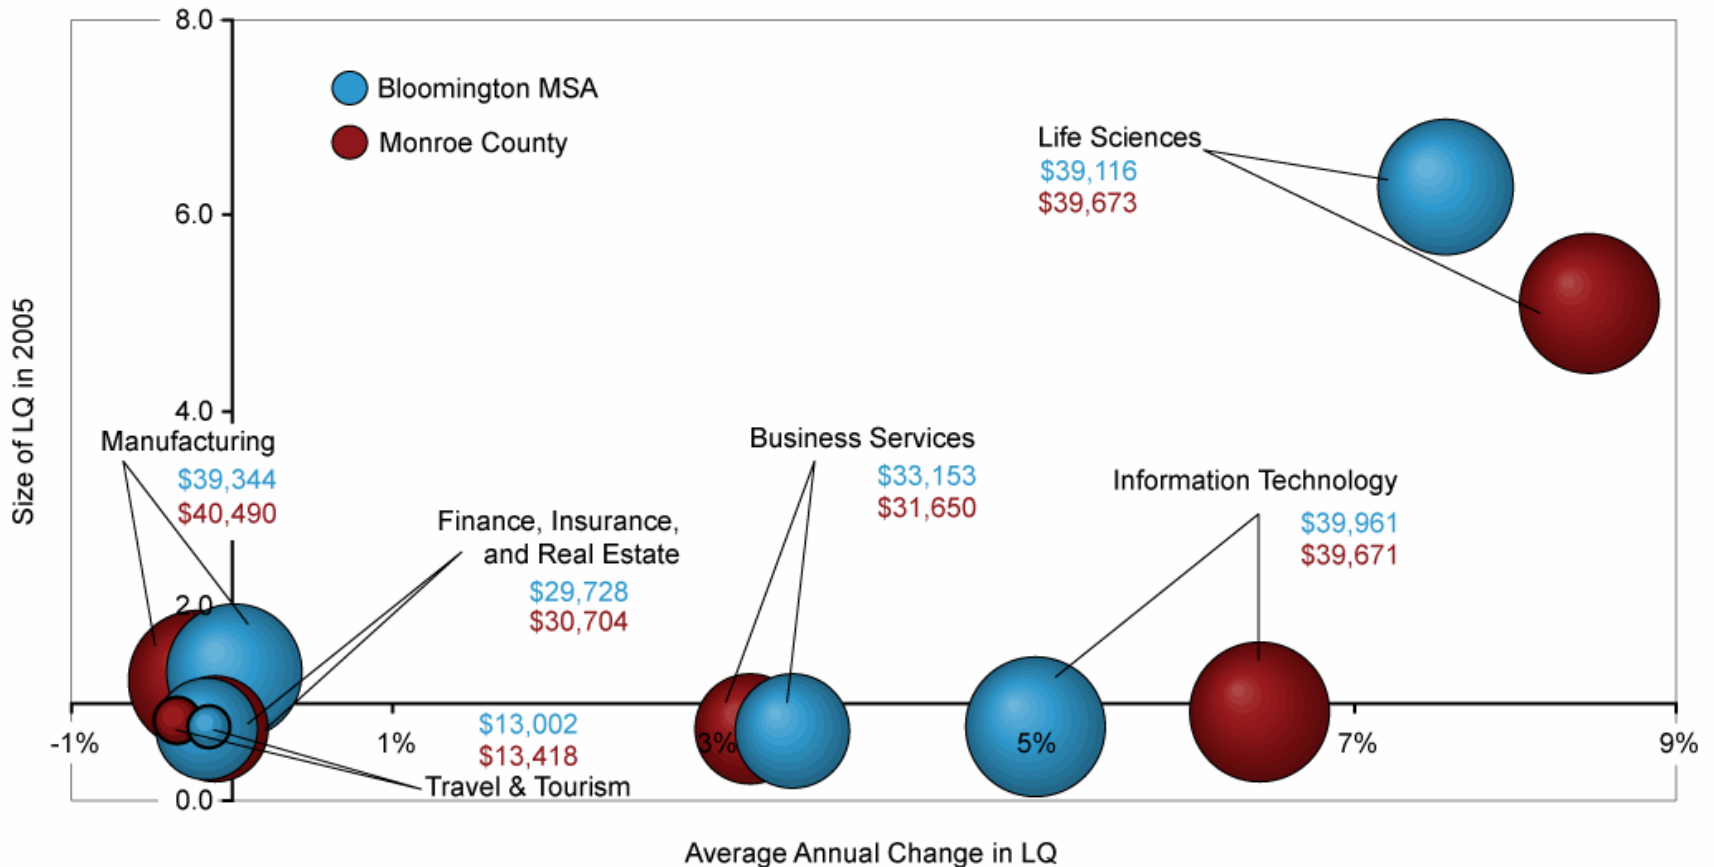 8.0
Bloomington MSA
Monroe County
Life Sciences
$39,116
$39,673
6.0
Size of LQ in 2005
4.0
Manufacturing
$39,344
$40,490
Business Services
$33,153
$31,650
Information Technology
$39,961
$39,671
Finance, Insurance,
and Real Estate
$29,728
$30,704
2.0
$13,002
$13,418
Travel & Tourism
-1%
1%
3%
5%
7%
9%
0.0
Average Annual Change in LQ